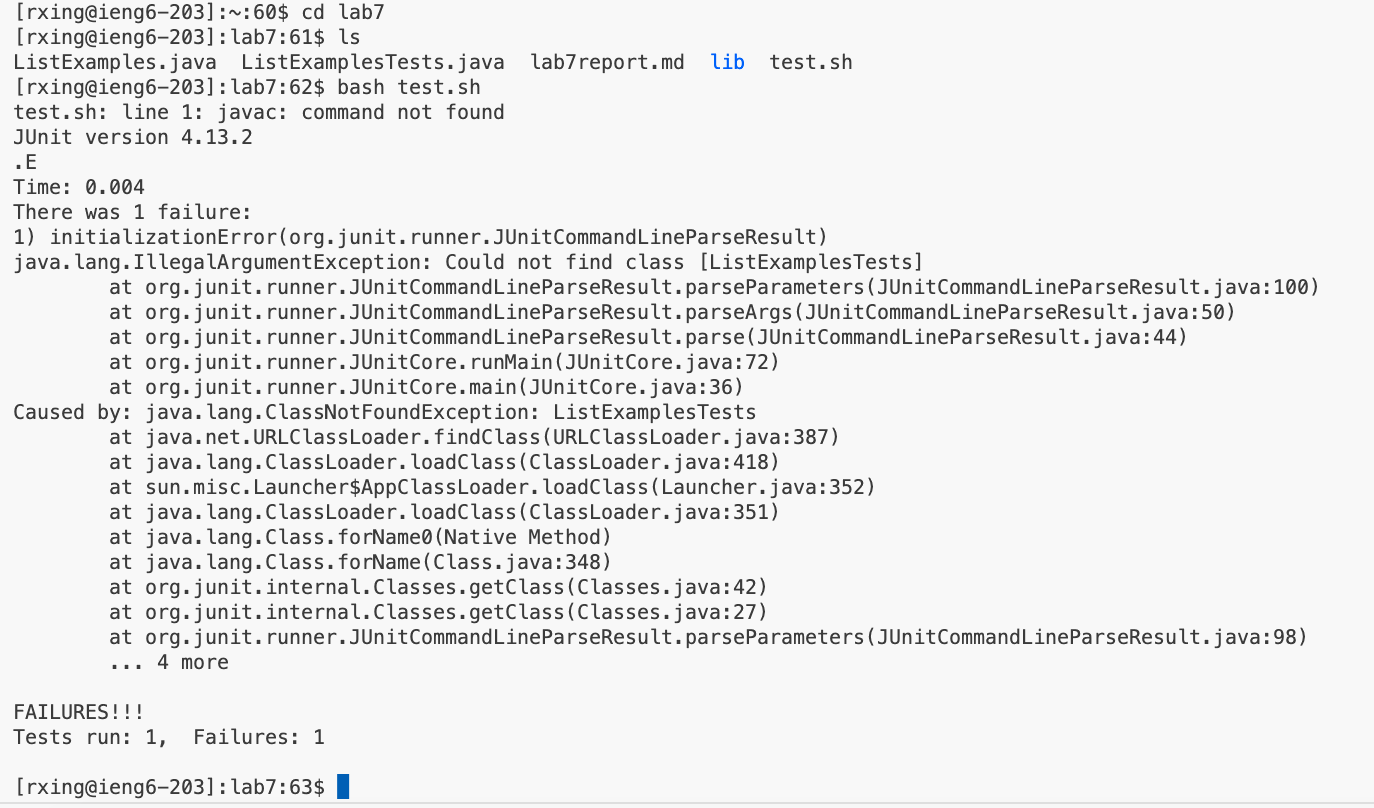 [rxing@ieng6-203]:~:60$ cd lab7
[rxing@ieng6-203]:lab7:61$ ls
ListExamples.java  ListExamplesTests.java  lab7report.md  lib  test.sh
[rxing@ieng6-203]:lab7:62$ bash test.sh
test.sh: line 1: javac: command not found
JUnit version 4.13.2
.E
Time: 0.004
There was 1 failure:
1) initializationError(org.junit.runner.JUnitCommandLineParseResult)
java.lang.IllegalArgumentException: Could not find class [ListExamplesTests]
        at org.junit.runner.JUnitCommandLineParseResult.parseParameters(JUnitCommandLineParseResult.java:100)
        at org.junit.runner.JUnitCommandLineParseResult.parseArgs(JUnitCommandLineParseResult.java:50)
        at org.junit.runner.JUnitCommandLineParseResult.parse(JUnitCommandLineParseResult.java:44)
        at org.junit.runner.JUnitCore.runMain(JUnitCore.java:72)
        at org.junit.runner.JUnitCore.main(JUnitCore.java:36)
Caused by: java.lang.ClassNotFoundException: ListExamplesTests
        at java.net.URLClassLoader.findClass(URLClassLoader.java:387)
        at java.lang.ClassLoader.loadClass(ClassLoader.java:418)
        at sun.misc.Launcher$AppClassLoader.loadClass(Launcher.java:352)
        at java.lang.ClassLoader.loadClass(ClassLoader.java:351)
        at java.lang.Class.forName0(Native Method)
        at java.lang.Class.forName(Class.java:348)
        at org.junit.internal.Classes.getClass(Classes.java:42)
        at org.junit.internal.Classes.getClass(Classes.java:27)
        at org.junit.runner.JUnitCommandLineParseResult.parseParameters(JUnitCommandLineParseResult.java:98)
        ... 4 more

FAILURES!!!
Tests run: 1,  Failures: 1

[rxing@ieng6-203]:lab7:63$